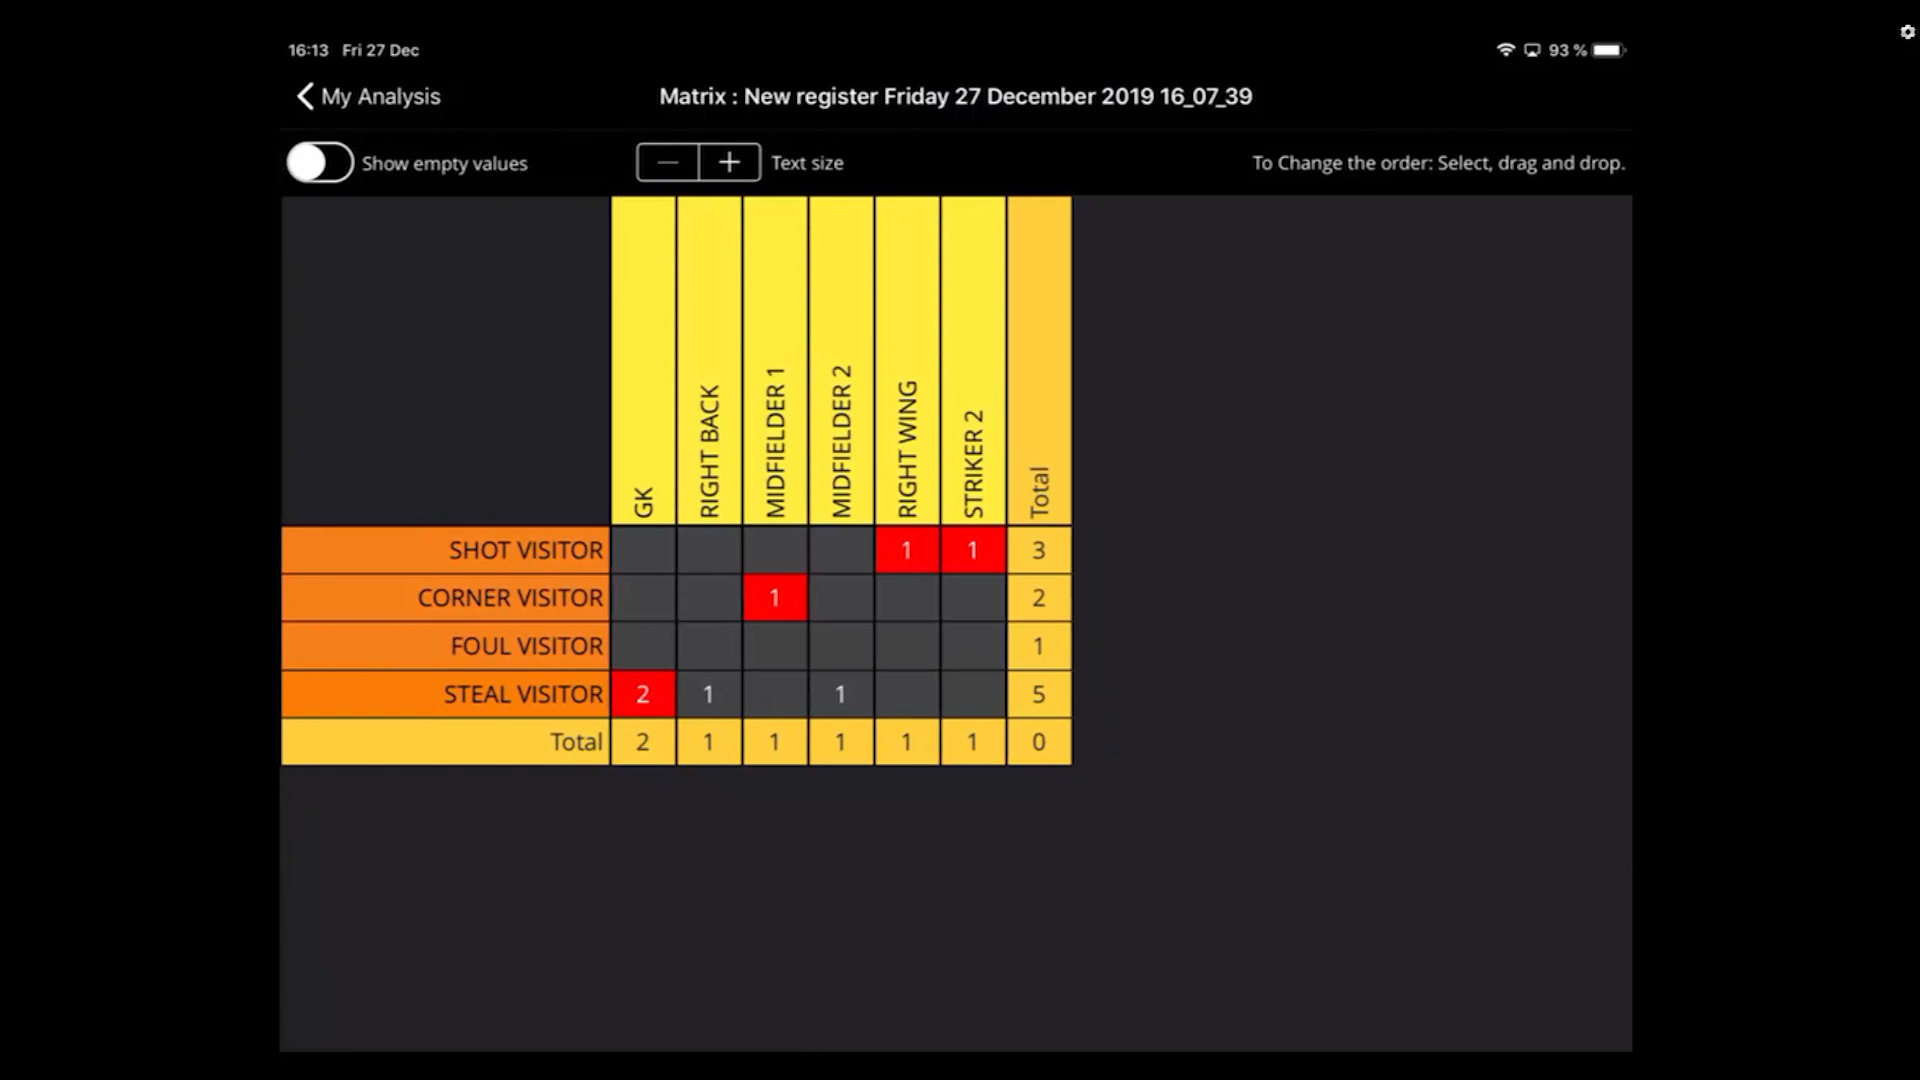 16:13 Fri 27 Dec
93 %
My Analysis
Matrix : New register Friday 27 December 2019 16_07_39
Show empty values
− + Text size
To Change the order: Select, drag and drop.
GK
RIGHT BACK
MIDFIELDER 1
MIDFIELDER 2
RIGHT WING
STRIKER 2
Total
SHOT VISITOR 1 1 3
CORNER VISITOR 1 2
FOUL VISITOR 1
STEAL VISITOR 2 1 1 5
Total 2 1 1 1 1 1 0